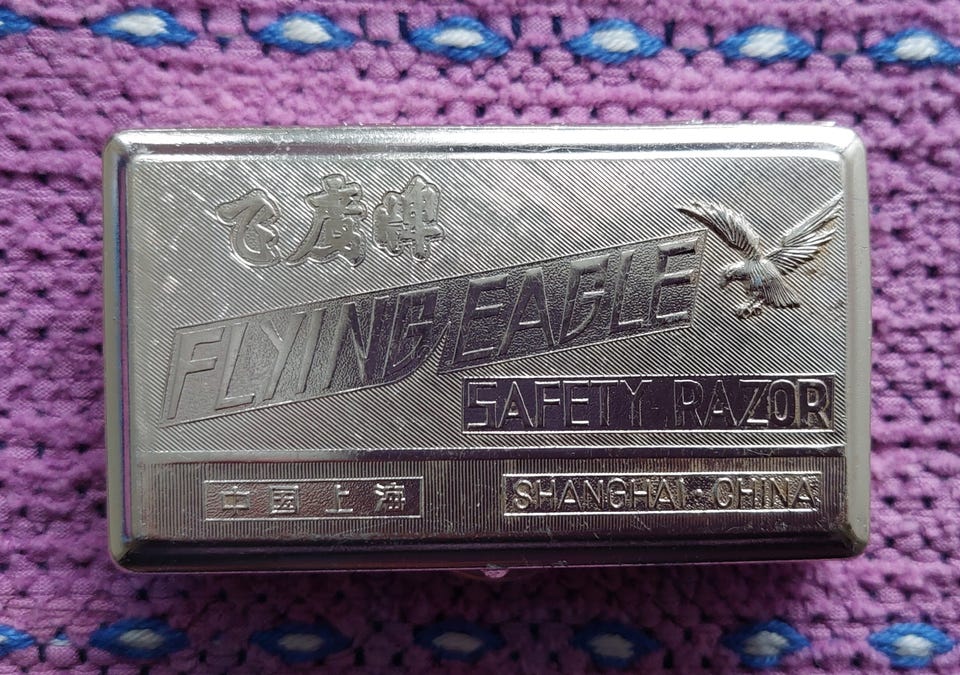 飞鹰牌
FLYING EAGLE
SAFETY RAZOR
中国上海
SHANGHAI·CHINA